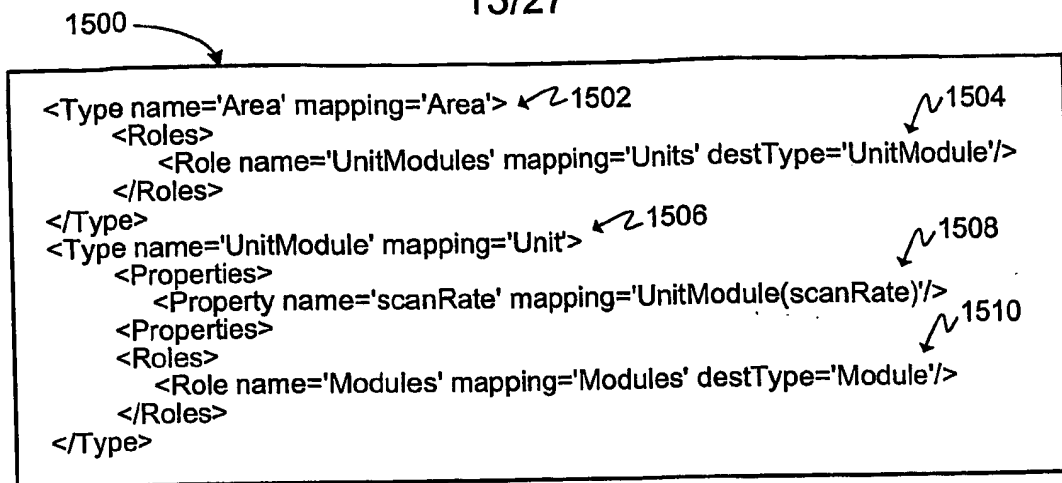 15/27
1500
<Type name='Area' mapping='Area'> 1502
<Roles> 1504
<Role name='UnitModules' mapping='Units' destType='UnitModule'/>
</Roles>
</Type>
<Type name='UnitModule' mapping='Unit'> 1506
<Properties> 1508
<Property name='scanRate' mapping='UnitModule(scanRate)'/>
<Properties>
<Roles> 1510
<Role name='Modules' mapping='Modules' destType='Module'/>
</Roles>
</Type>